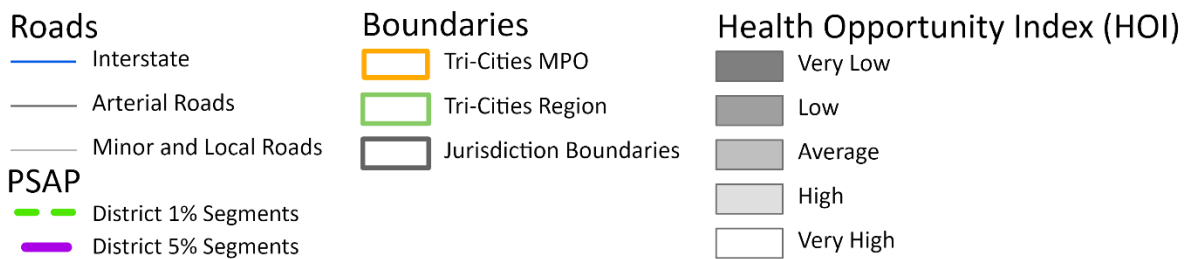 Roads
Interstate
Arterial Roads
Minor and Local Roads
PSAP
District 1% Segments
District 5% Segments
Boundaries
Tri-Cities MPO
Tri-Cities Region
Jurisdiction Boundaries
Health Opportunity Index (HOI)
Very Low
Low
Average
High
Very High